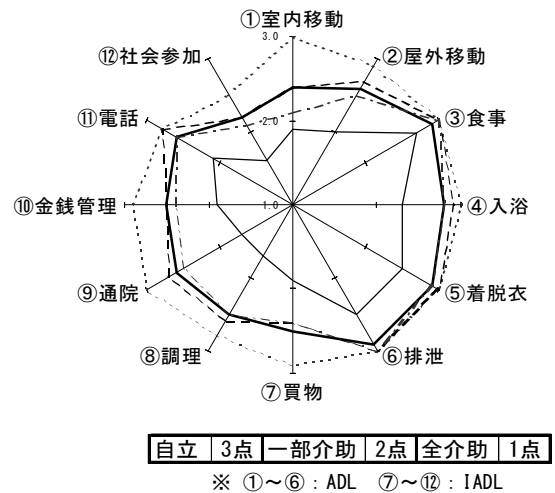 ①室内移動
②屋外移動
③食事
④入浴
⑤着脱衣
⑥排泄
⑦買物
⑧調理
⑨通院
⑩金銭管理
⑪電話
⑫社会参加
3.0
2.0
1.0
自立 3点 一部介助 2点 全介助 1点
※ ①～⑥：ADL ⑦～⑫：IADL